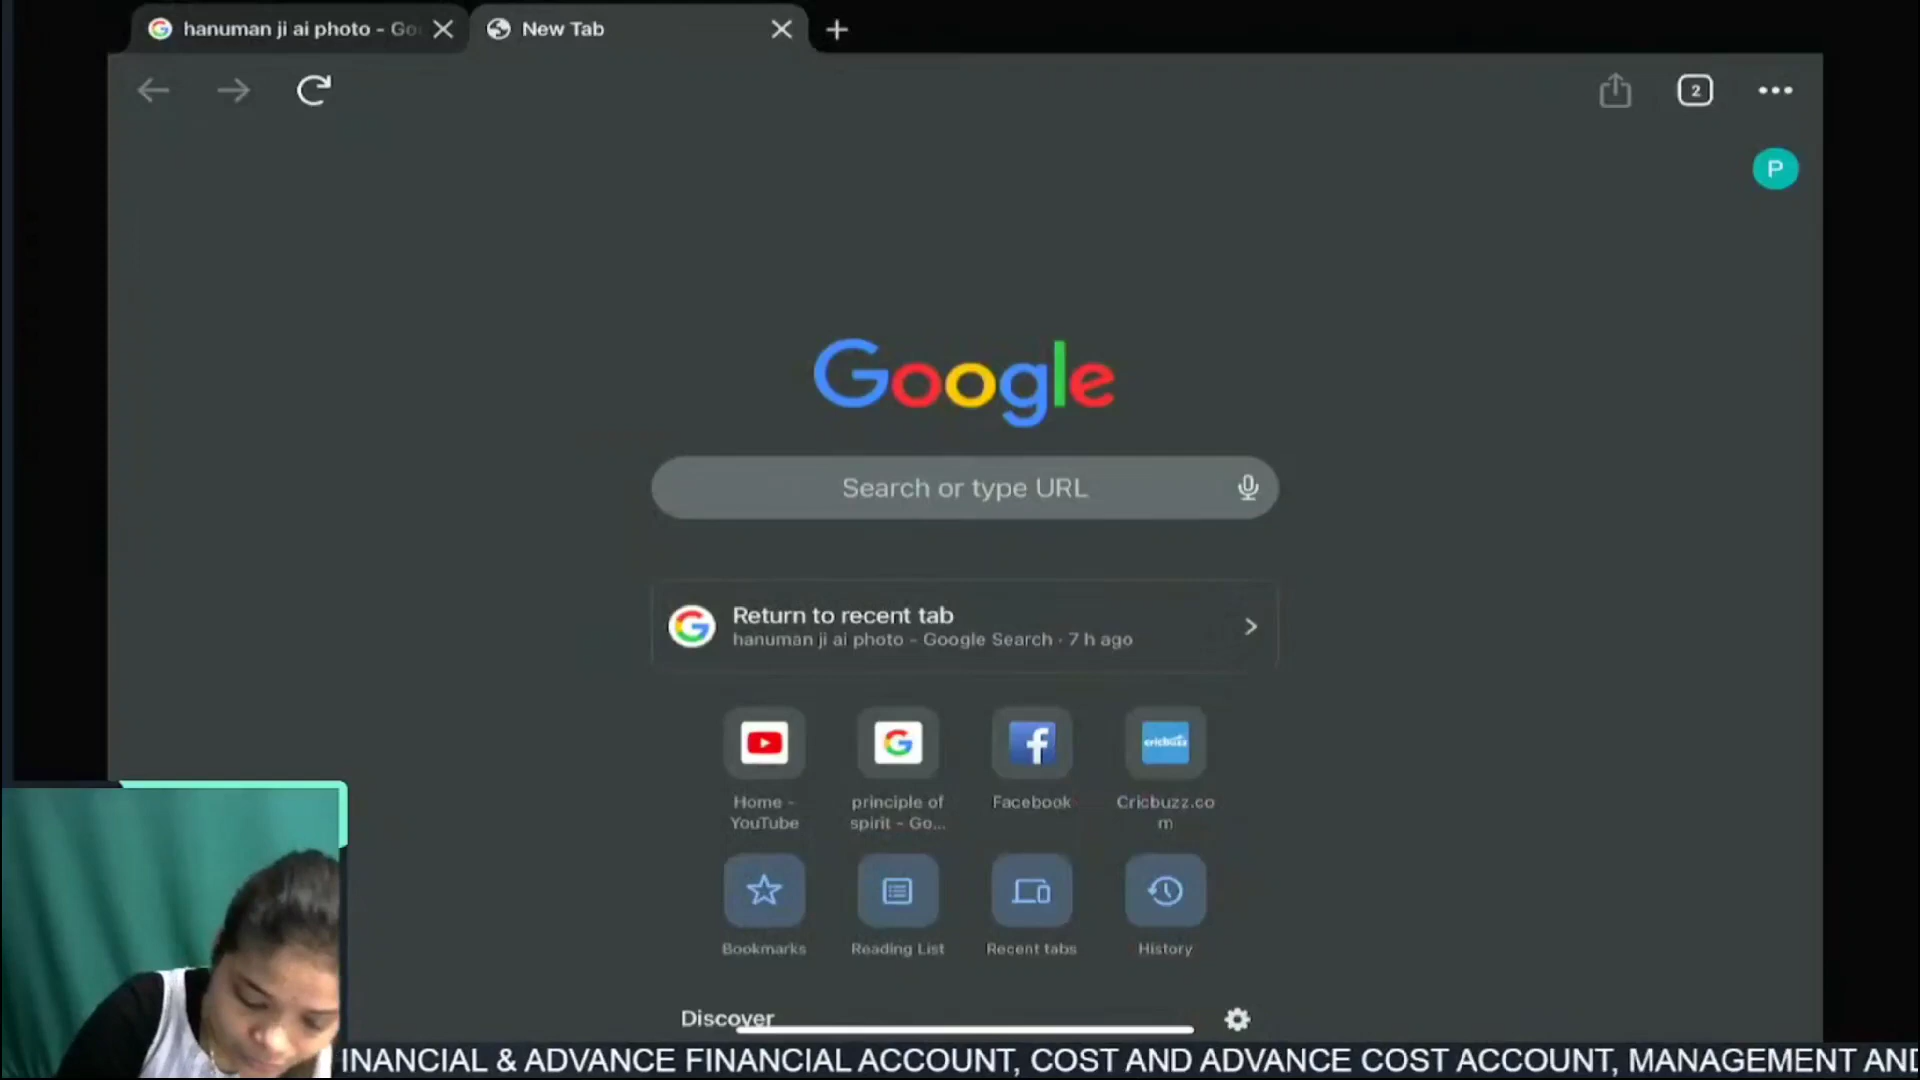 hanuman ji ai photo - Go
New Tab
2
P
Google
Search or type URL
Return to recent tab
hanuman ji ai photo - Google Search · 7 h ago
Home -
YouTube
principle of
spirit - Go...
Facebook
cricbuzz
Cricbuzz.co
m
Bookmarks
Reading List
Recent tabs
History
Discover
INANCIAL & ADVANCE FINANCIAL ACCOUNT, COST AND ADVANCE COST ACCOUNT, MANAGEMENT AND